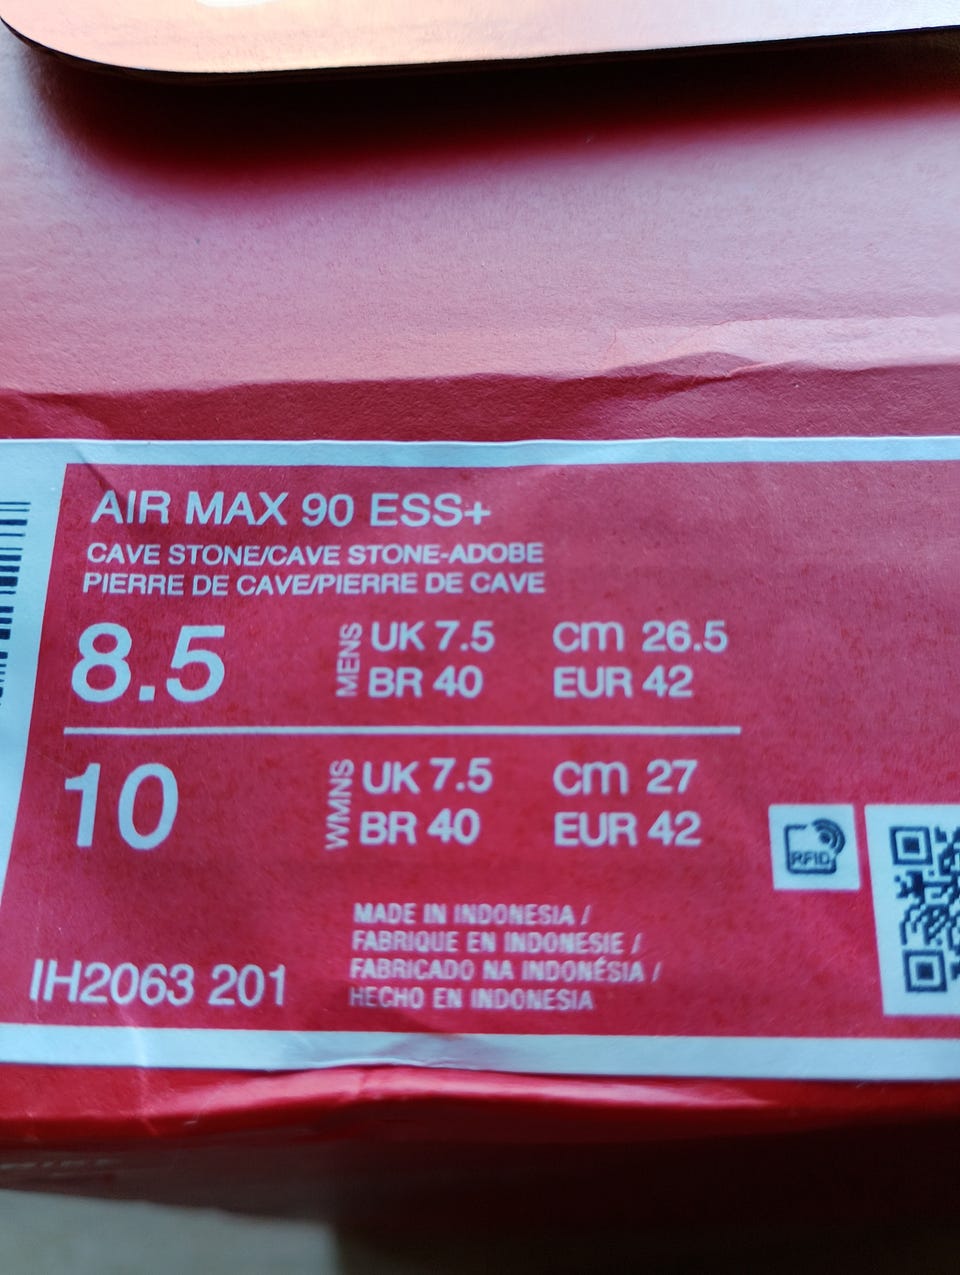 AIR MAX 90 ESS+
CAVE STONE/CAVE STONE-ADOBE
PIERRE DE CAVE/PIERRE DE CAVE
8.5
MENS
UK 7.5 cm 26.5
BR 40 EUR 42
10
WMNS
UK 7.5 cm 27
BR 40 EUR 42
RFID
MADE IN INDONESIA /
FABRIQUE EN INDONESIE /
FABRICADO NA INDONÉSIA /
HECHO EN INDONESIA
IH2063 201